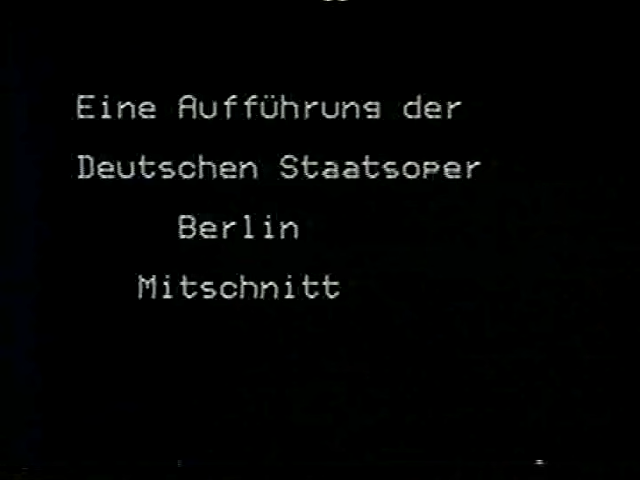 Eine Aufführung der
Deutschen Staatsoper
Berlin
Mitschnitt